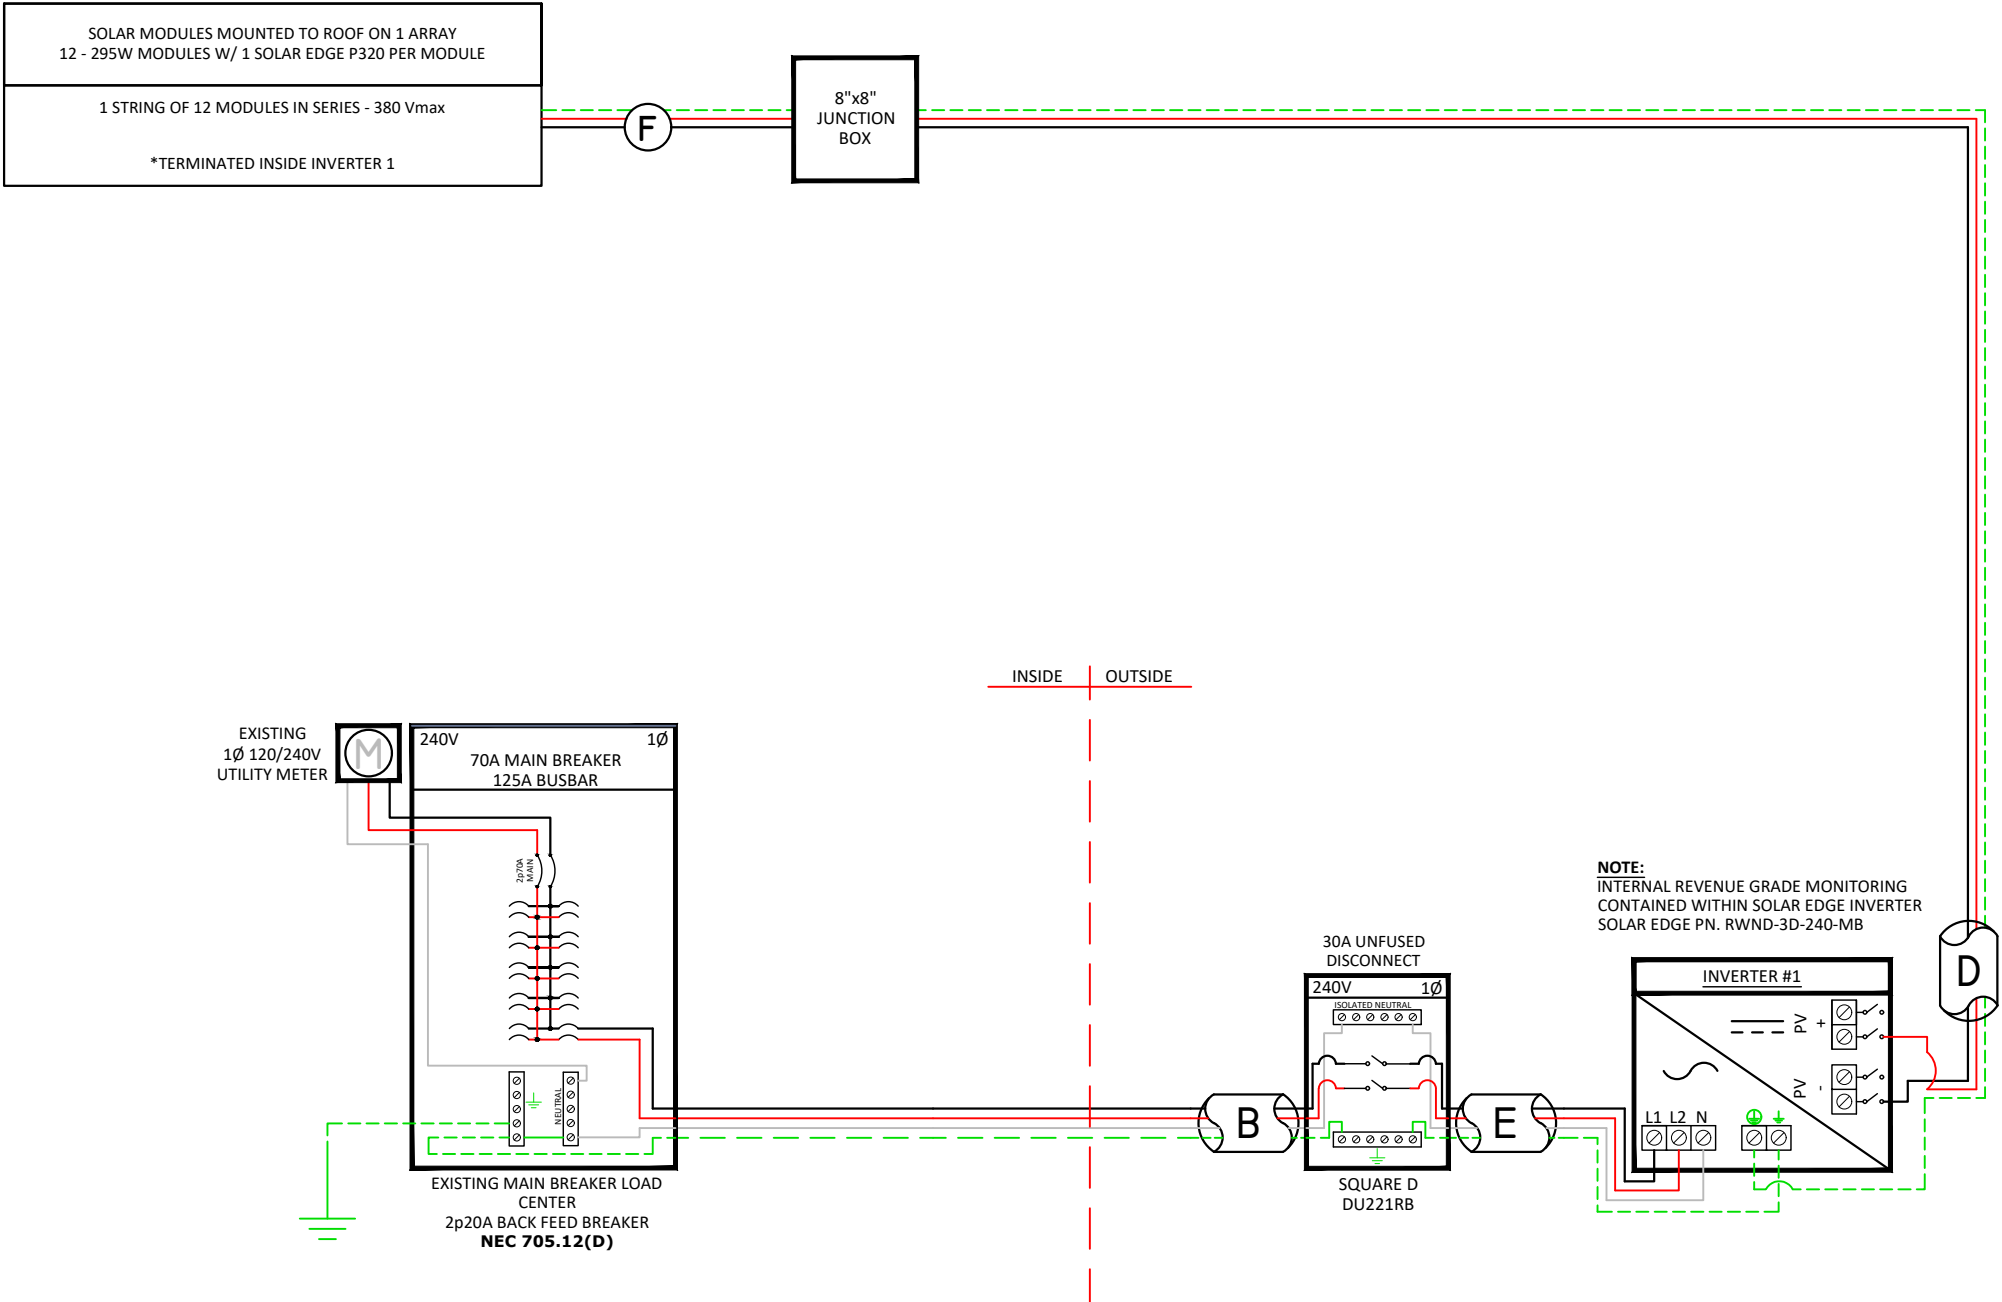 SOLAR MODULES MOUNTED TO ROOF ON 1 ARRAY
12 - 295W MODULES W/ 1 SOLAR EDGE P320 PER MODULE
1 STRING OF 12 MODULES IN SERIES - 380 Vmax
*TERMINATED INSIDE INVERTER 1
F
8"x8"
JUNCTION
BOX
INSIDE
OUTSIDE
EXISTING
1Ø 120/240V
UTILITY METER
M
240V
1Ø
70A MAIN BREAKER
125A BUSBAR
2p70A
MAIN
NEUTRAL
EXISTING MAIN BREAKER LOAD
CENTER
2p20A BACK FEED BREAKER
NEC 705.12(D)
B
30A UNFUSED
DISCONNECT
240V
1Ø
ISOLATED NEUTRAL
SQUARE D
DU221RB
E
NOTE:
INTERNAL REVENUE GRADE MONITORING
CONTAINED WITHIN SOLAR EDGE INVERTER
SOLAR EDGE PN. RWND-3D-240-MB
INVERTER #1
PV +
PV -
L1 L2 N
D